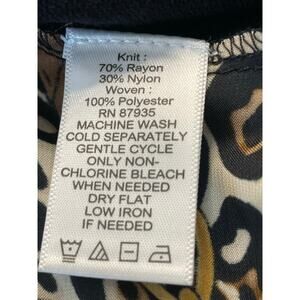 Knit :
70% Rayon
30% Nylon
Woven :
100% Polyester
RN 87935
MACHINE WASH
COLD SEPARATELY
GENTLE CYCLE
ONLY NON-
CHLORINE BLEACH
WHEN NEEDED
DRY FLAT
LOW IRON
IF NEEDED